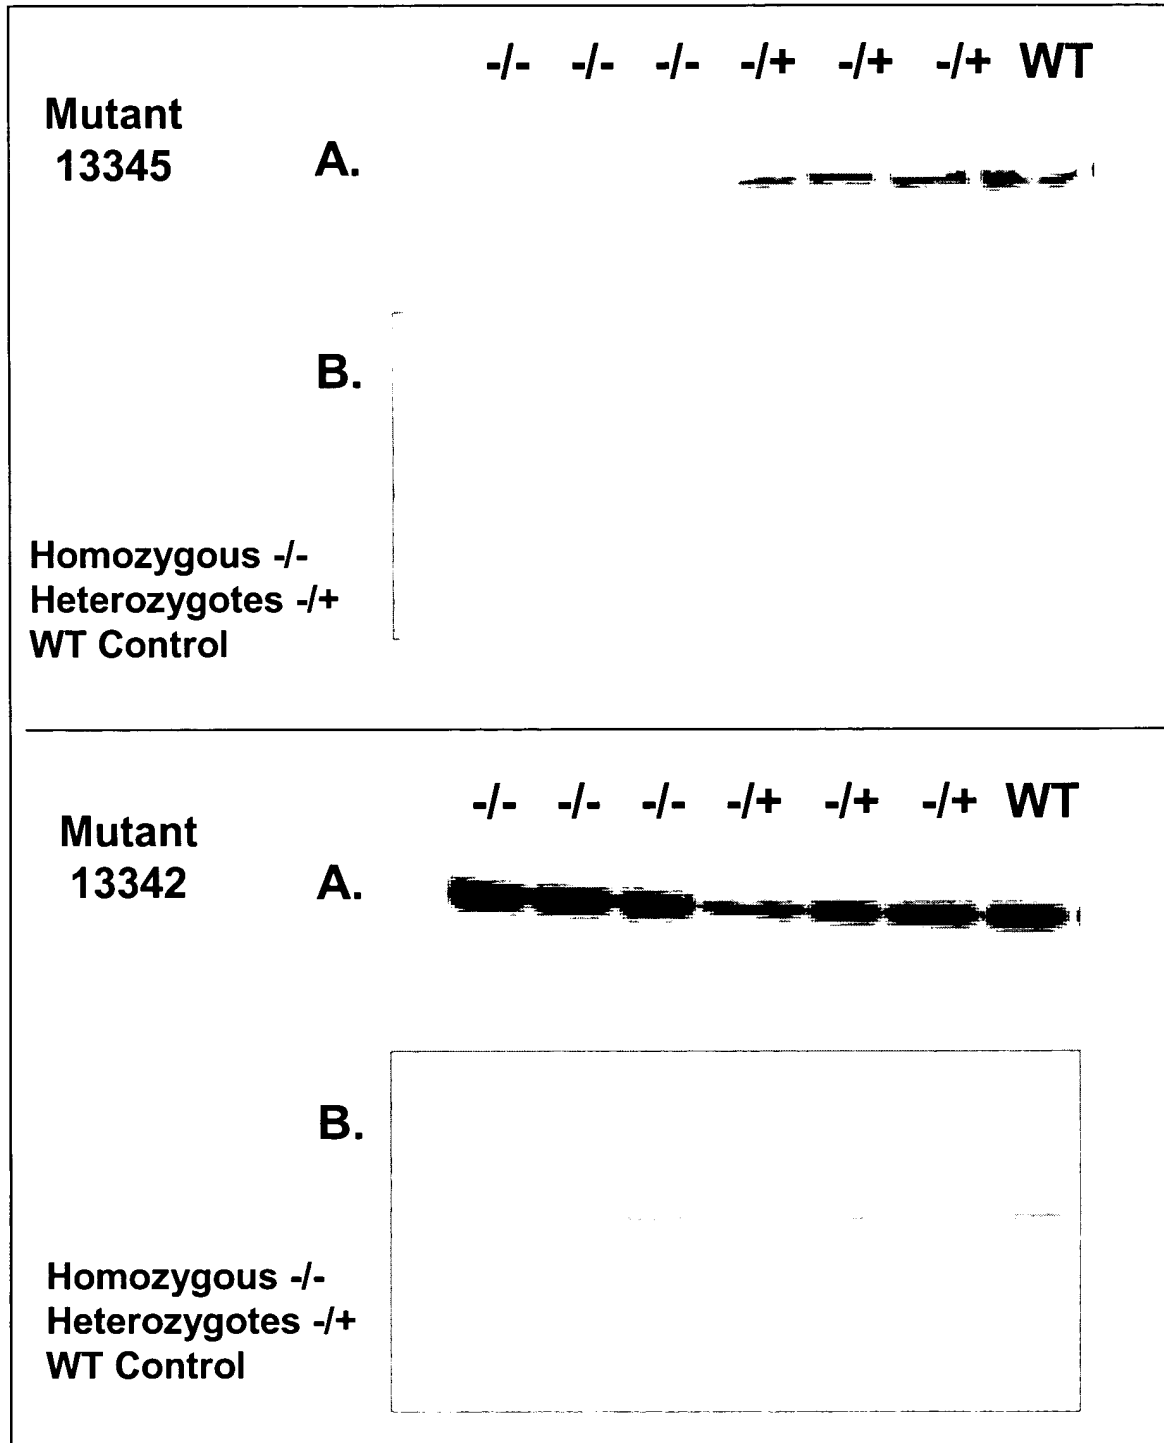 -/- -/- -/- -/+ -/+ -/+ WT
Mutant
13345
A.
B.
Homozygous -/-
Heterozygotes -/+
WT Control
-/- -/- -/- -/+ -/+ -/+ WT
Mutant
13342
A.
B.
Homozygous -/-
Heterozygotes -/+
WT Control